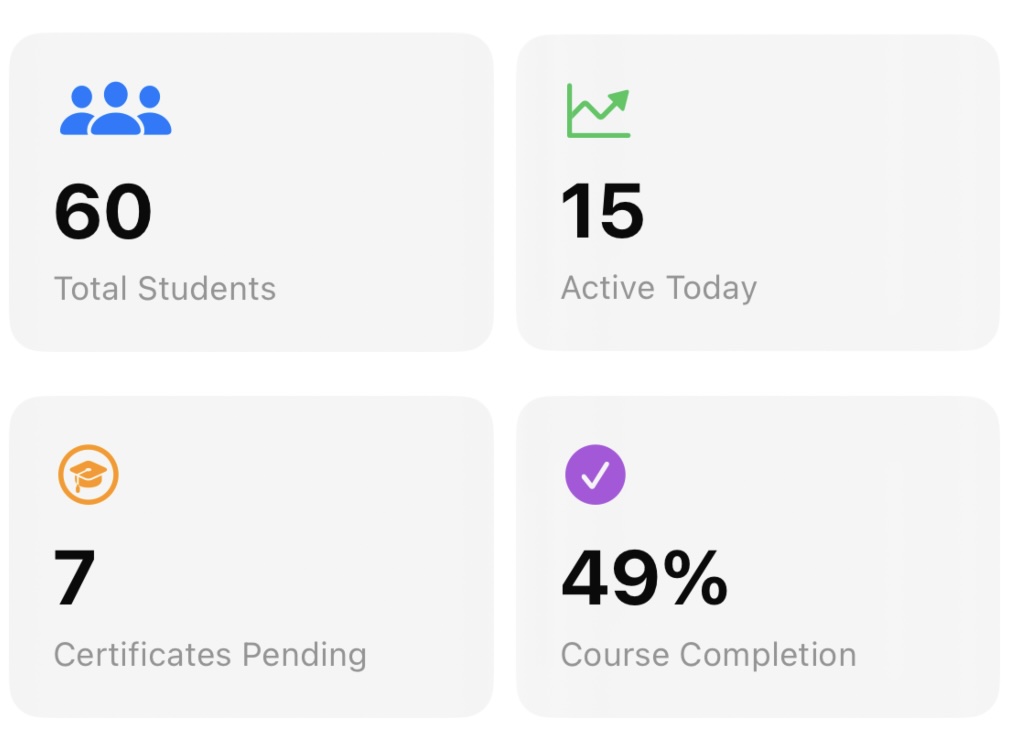 60
Total Students
15
Active Today
7
Certificates Pending
49%
Course Completion